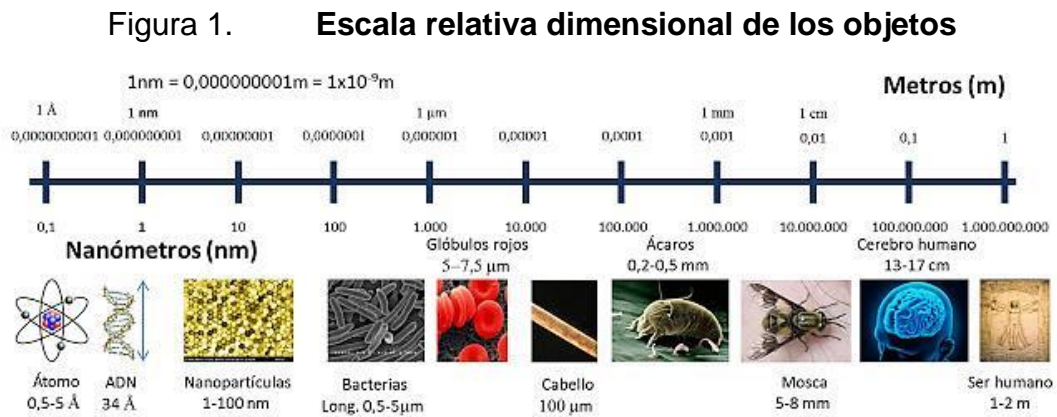 Figura 1. Escala relativa dimensional de los objetos
1nm = 0,000000001m = 1x10⁻⁹m
Metros (m)
1 Å 1 nm 1 μm 1 mm 1 cm
0,0000000001 0,000000001 0,00000001 0,0000001 0,000001 0,00001 0,0001 0,001 0,01 0,1 1
0,1 1 10 100 1.000 10.000 100.000 1.000.000 10.000.000 100.000.000 1.000.000.000
Nanómetros (nm)
Glóbulos rojos
5–7,5 μm
Ácaros
0,2-0,5 mm
Cerebro humano
13-17 cm
Átomo
0,5-5 Å
ADN
34 Å
Nanopartículas
1-100 nm
Bacterias
Long. 0,5-5μm
Cabello
100 μm
Mosca
5-8 mm
Ser humano
1-2 m